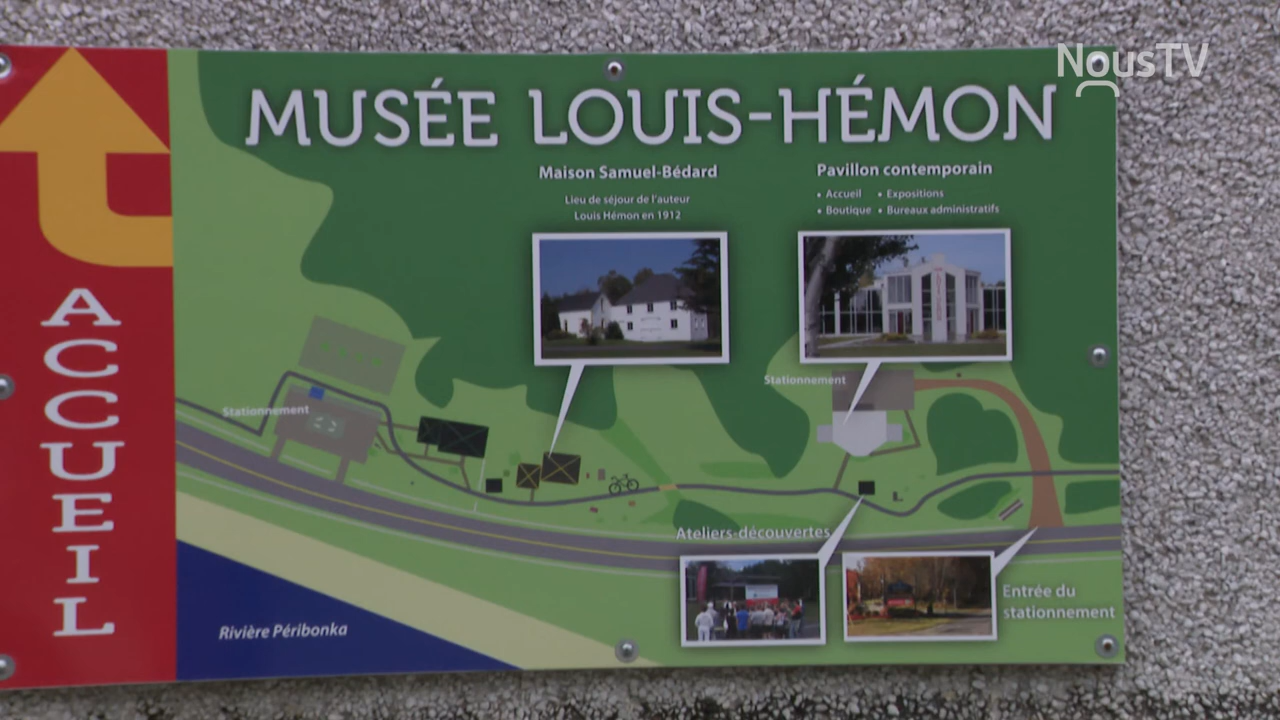 NousTV
MUSÉE LOUIS-HÉMON
ACCUEIL
Maison Samuel-Bédard
Lieu de séjour de l'auteur
Louis Hémon en 1912
Pavillon contemporain
• Accueil • Expositions
• Boutique • Bureaux administratifs
Stationnement
Stationnement
Ateliers-découvertes
Entrée du
stationnement
Rivière Péribonka